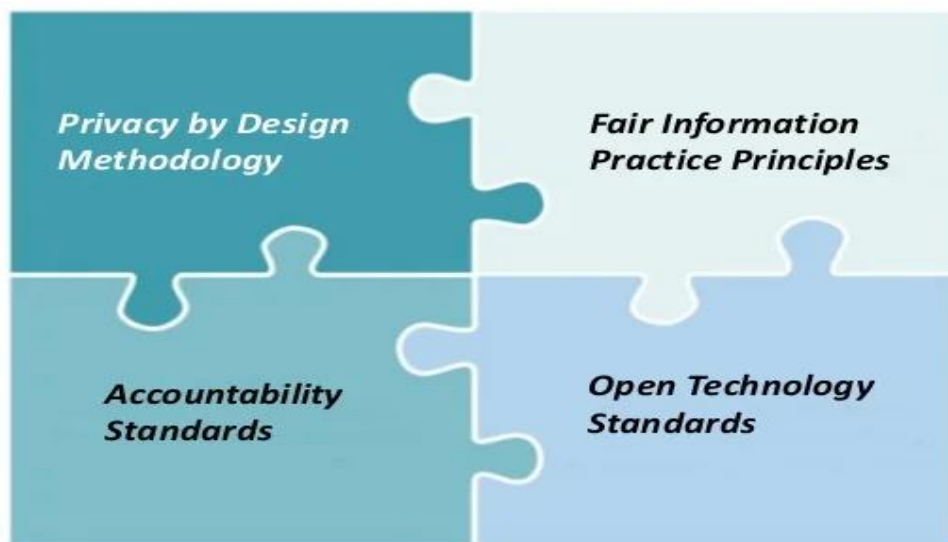 Privacy by Design
Methodology
Fair Information
Practice Principles
Accountability
Standards
Open Technology
Standards